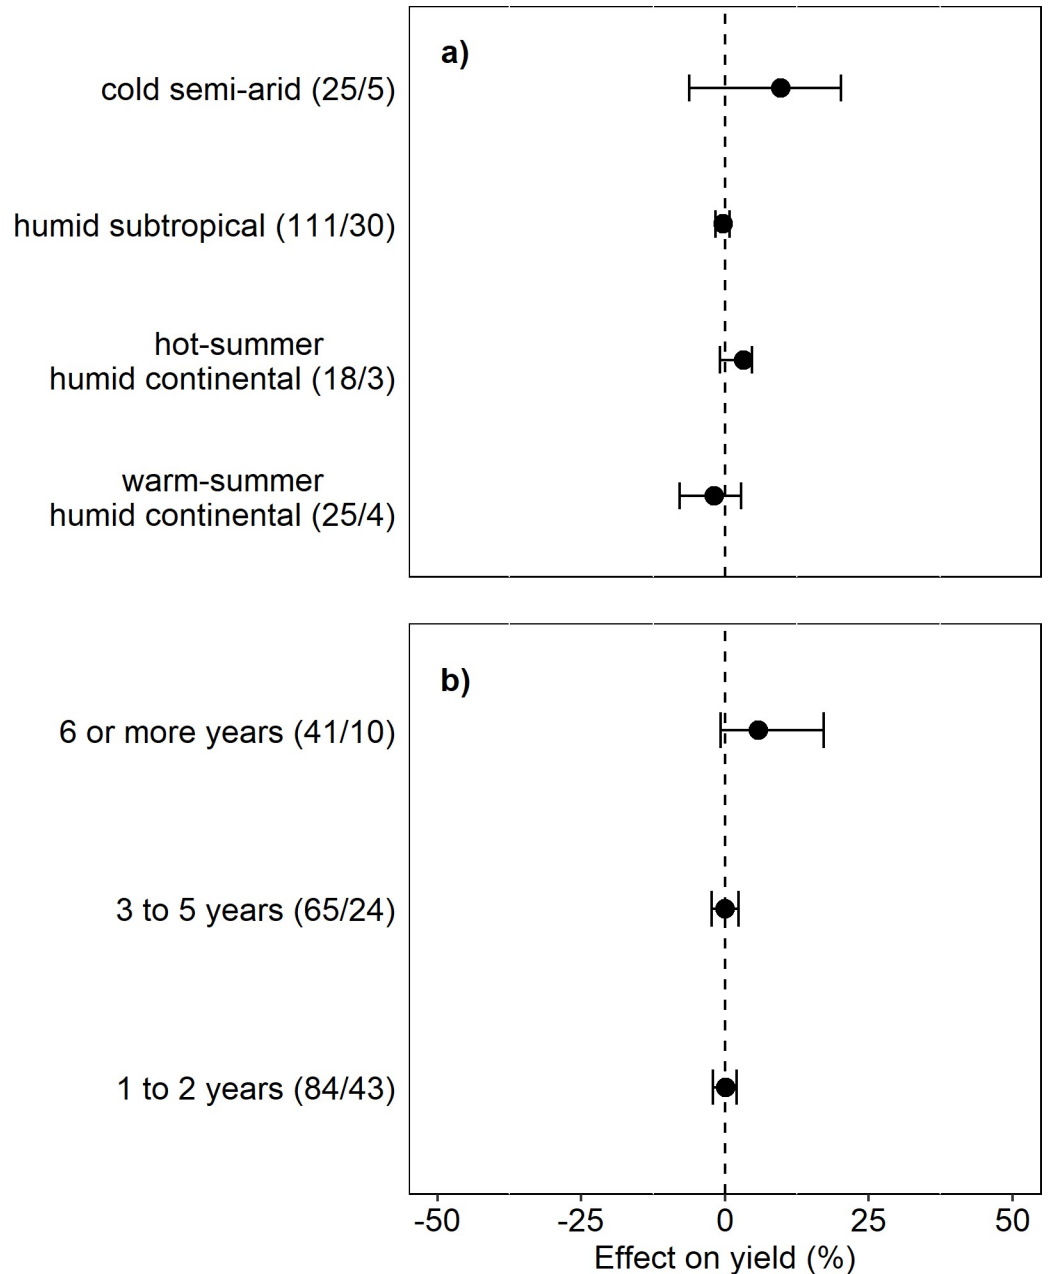 a)
cold semi-arid (25/5)
humid subtropical (111/30)
hot-summer
humid continental (18/3)
warm-summer
humid continental (25/4)
b)
6 or more years (41/10)
3 to 5 years (65/24)
1 to 2 years (84/43)
-50 -25 0 25 50
Effect on yield (%)